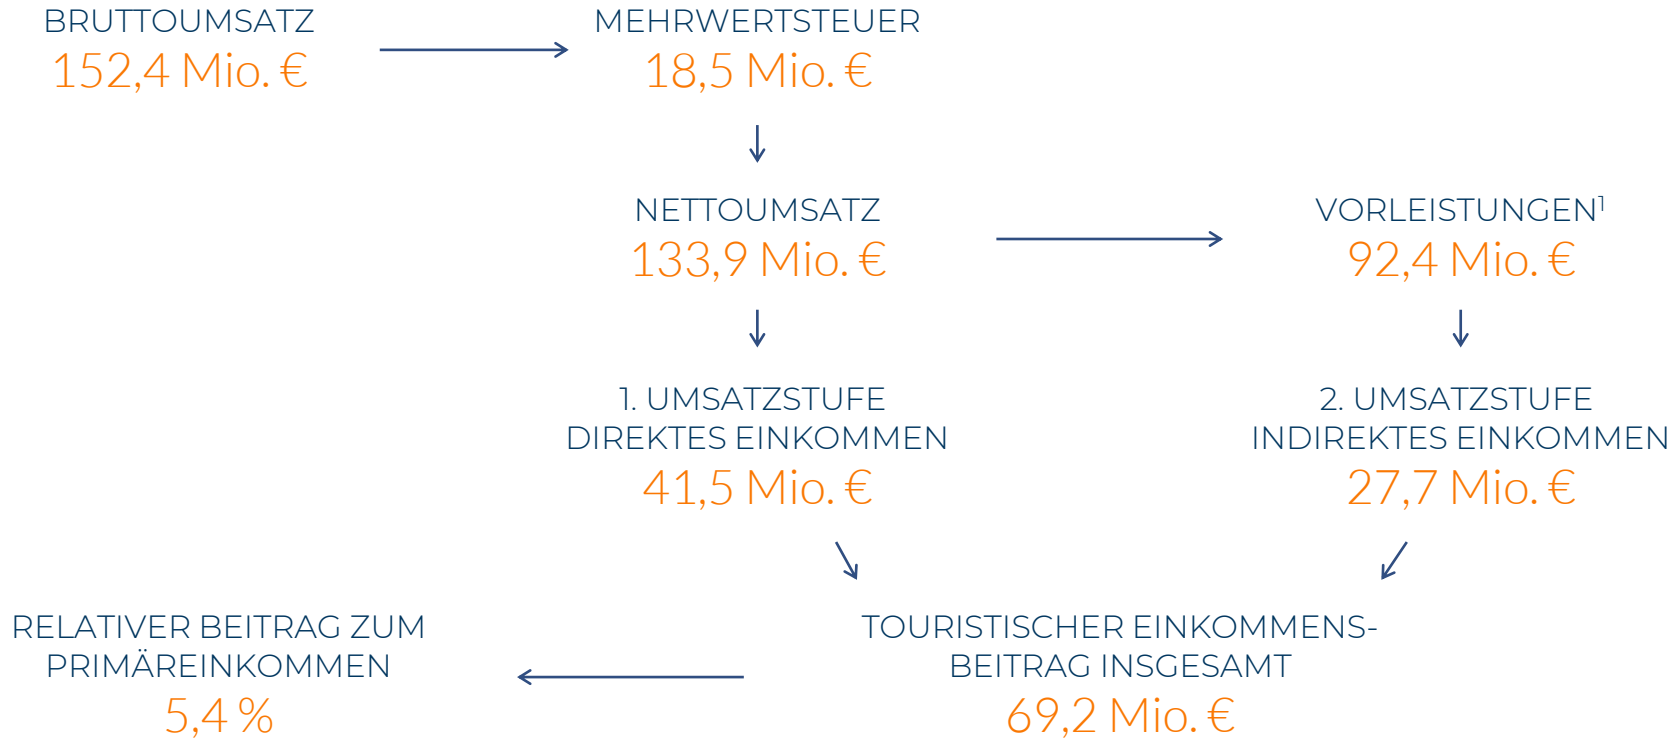 BRUTTOUMSATZ
152,4 Mio. €
MEHRWERTSTEUER
18,5 Mio. €
NETTOUMSATZ
133,9 Mio. €
VORLEISTUNGEN¹
92,4 Mio. €
1. UMSATZSTUFE
DIREKTES EINKOMMEN
41,5 Mio. €
2. UMSATZSTUFE
INDIREKTES EINKOMMEN
27,7 Mio. €
RELATIVER BEITRAG ZUM
PRIMÄREINKOMMEN
5,4 %
TOURISTISCHER EINKOMMENS-
BEITRAG INSGESAMT
69,2 Mio. €